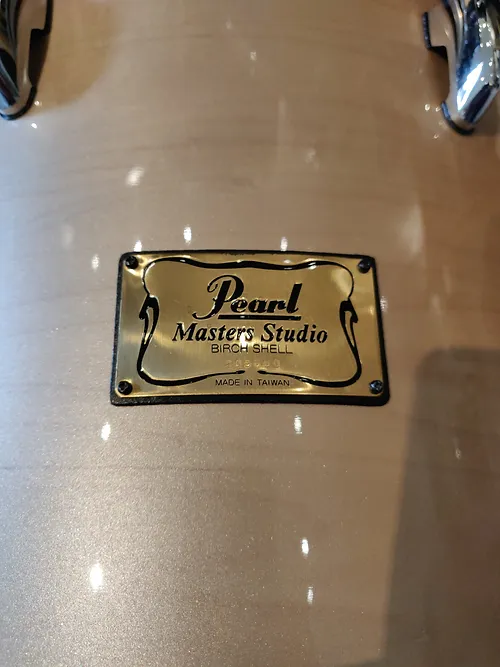 Pearl
Masters Studio
BIRCH SHELL
MADE IN TAIWAN